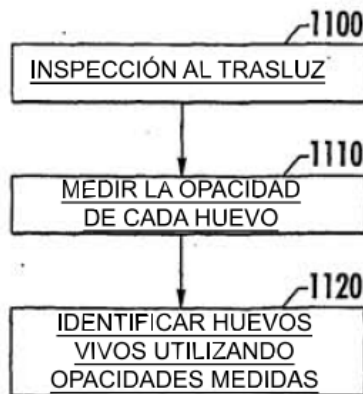 1100
INSPECCIÓN AL TRASLUZ
1110
MEDIR LA OPACIDAD
DE CADA HUEVO
1120
IDENTIFICAR HUEVOS
VIVOS UTILIZANDO
OPACIDADES MEDIDAS